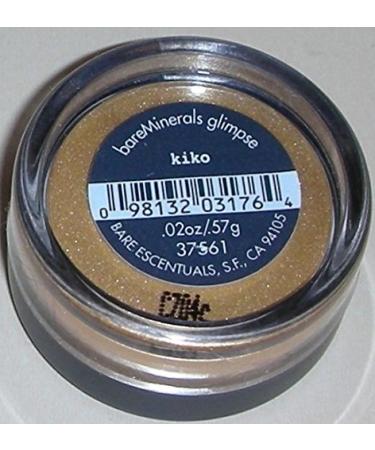 bareMinerals glimpse
kiko
0 98132 03176 4
.02oz/.57g
37561
BARE ESCENTUALS, S.F., CA 94105